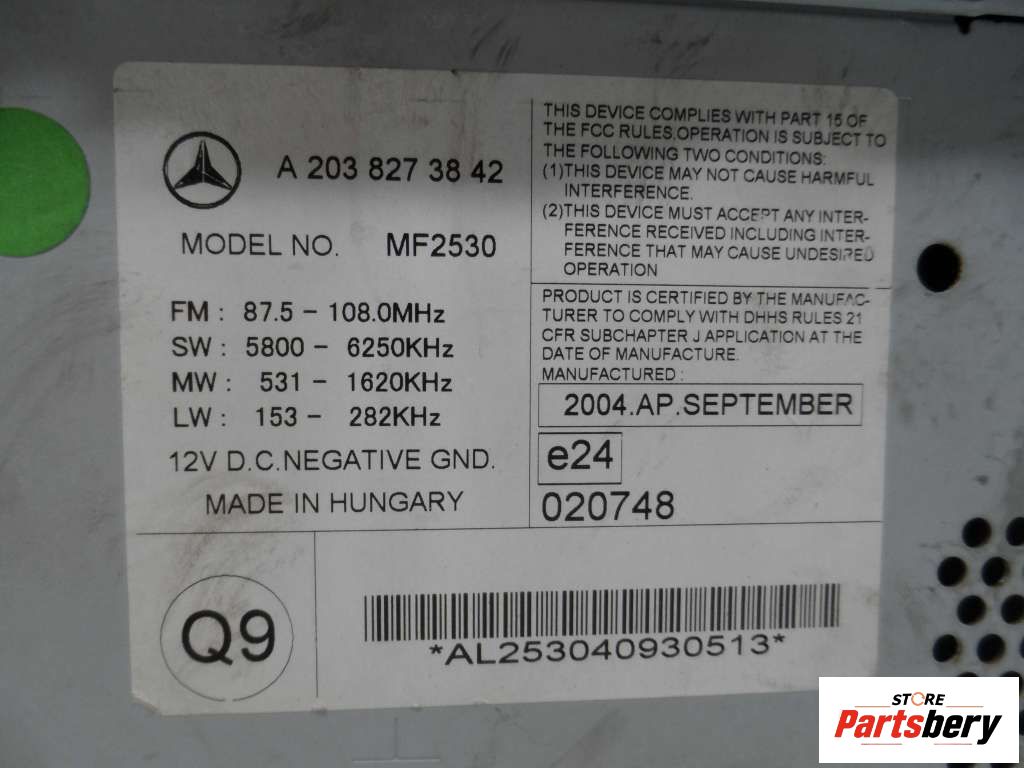 A 203 827 38 42
MODEL NO. MF2530
FM : 87.5 – 108.0MHz
SW : 5800 – 6250KHz
MW : 531 – 1620KHz
LW : 153 – 282KHz
12V D.C.NEGATIVE GND.
MADE IN HUNGARY
THIS DEVICE COMPLIES WITH PART 15 OF
THE FCC RULES,OPERATION IS SUBJECT TO
THE FOLLOWING TWO CONDITIONS:
(1)THIS DEVICE MAY NOT CAUSE HARMFUL
INTERFERENCE.
(2)THIS DEVICE MUST ACCEPT ANY INTER-
FERENCE RECEIVED INCLUDING INTER-
FERENCE THAT MAY CAUSE UNDESIRED
OPERATION
PRODUCT IS CERTIFIED BY THE MANUFAC-
TURER TO COMPLY WITH DHHS RULES 21
CFR SUBCHAPTER J APPLICATION AT THE
DATE OF MANUFACTURE.
MANUFACTURED :
2004.AP.SEPTEMBER
e24
020748
Q9
*AL253040930513*
STORE
Partsbery